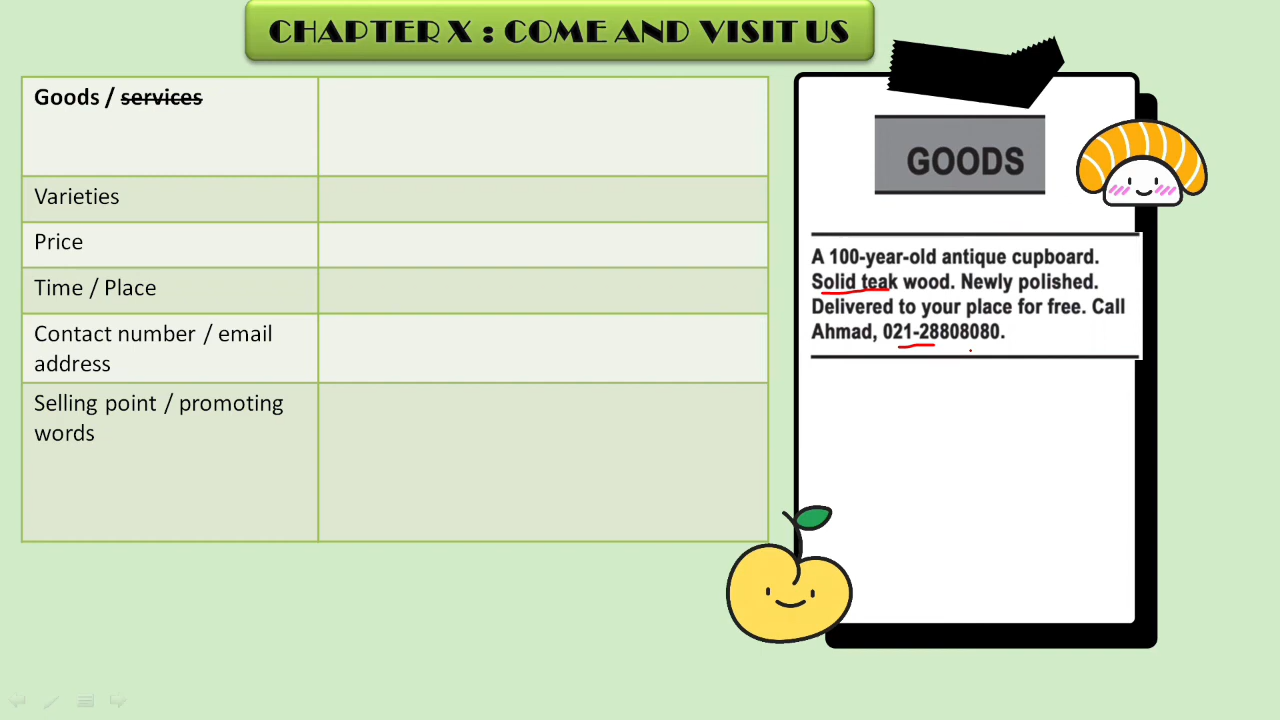 CHAPTER X : COME AND VISIT US
Goods / services
Varieties
Price
Time / Place
Contact number / email
address
Selling point / promoting
words
GOODS
A 100-year-old antique cupboard.
Solid teak wood. Newly polished.
Delivered to your place for free. Call
Ahmad, 021-28808080.